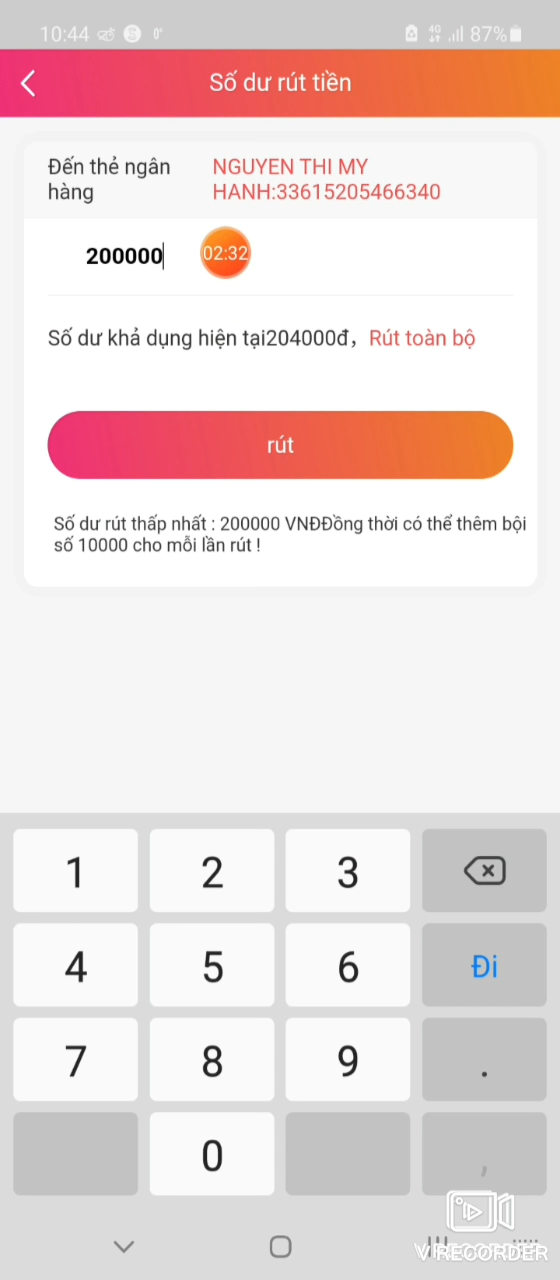 10:44 4G 87%
Số dư rút tiền
Đến thẻ ngân hàng
NGUYEN THI MY
HANH:33615205466340
200000
02:32
Số dư khả dụng hiện tại204000đ，Rút toàn bộ
rút
Số dư rút thấp nhất : 200000 VNĐĐồng thời có thể thêm bội
số 10000 cho mỗi lần rút !
1 2 3
4 5 6 Đi
7 8 9 .
0 ,
VRECORDER